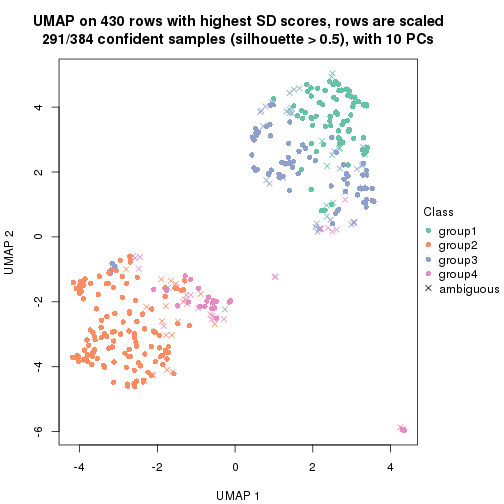 UMAP on 430 rows with highest SD scores, rows are scaled
291/384 confident samples (silhouette > 0.5), with 10 PCs
4
2
0
-2
-4
-6
UMAP 2
-4
-2
0
2
4
UMAP 1
Class
group1
group2
group3
group4
ambiguous